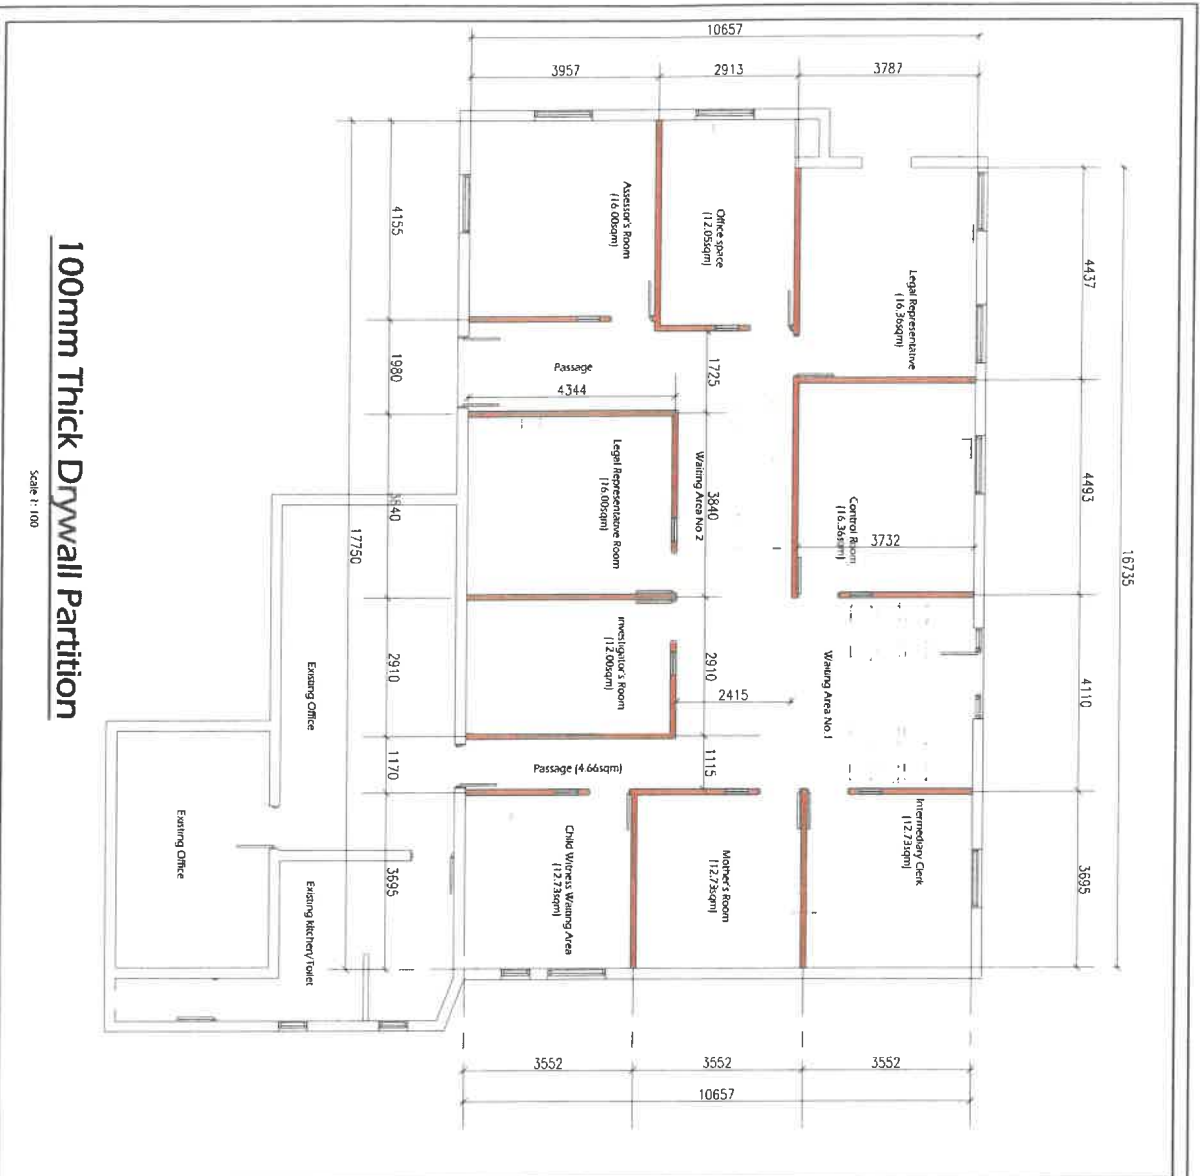 10657
3957
2913
3787
4155
1980
3840
2910
1170
3695
17750
4437
4493
4110
3695
16735
Assessor's Room
(16.00sqm)
Office space
(12.05sqm)
Legal Representative
(16.36sqm)
Passage
4344
1725
Legal Representative Room
(16.00sqm)
Waiting Area No 2
3840
Control Room
(16.36sqm)
3732
Investigator's Room
(12.00sqm)
2910
2415
Waiting Area No.1
Passage (4.66sqm)
1115
Child Witness Waiting Area
(12.73sqm)
Mother's Room
(12.73sqm)
Intermediary Clerk
(12.73sqm)
Existing Office
Existing Office
Existing kitchen/Toilet
3552
3552
3552
10657
100mm Thick Drywall Partition
Scale 1:100